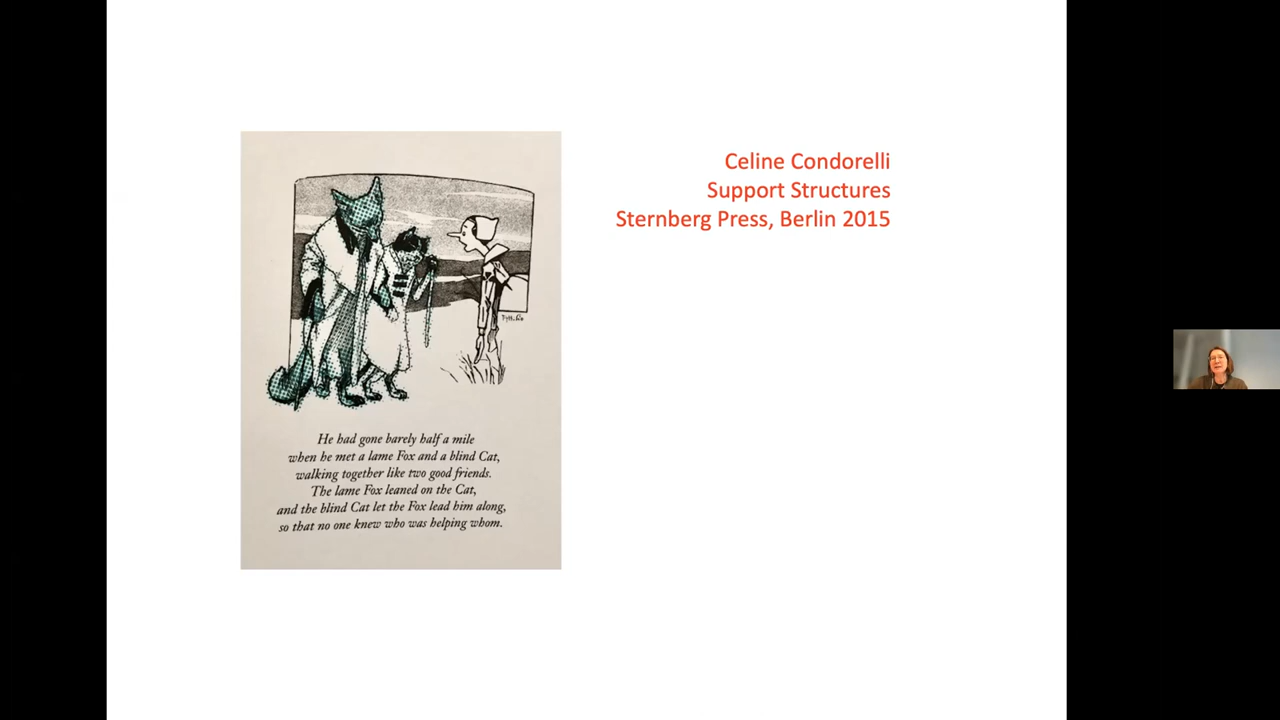 Celine Condorelli
Support Structures
Sternberg Press, Berlin 2015
He had gone barely half a mile
when he met a lame Fox and a blind Cat,
walking together like two good friends.
The lame Fox leaned on the Cat,
and the blind Cat let the Fox lead him along,
so that no one knew who was helping whom.